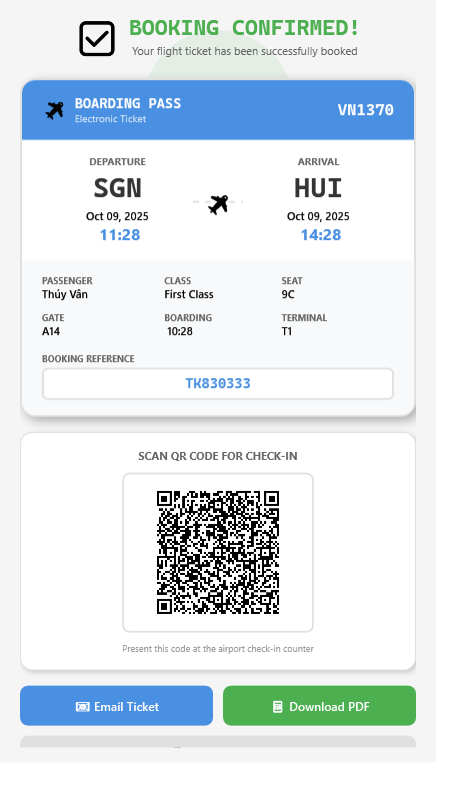 BOOKING CONFIRMED!
Your flight ticket has been successfully booked
BOARDING PASS
Electronic Ticket
VN1370
DEPARTURE
SGN
Oct 09, 2025
11:28
ARRIVAL
HUI
Oct 09, 2025
14:28
PASSENGER
Thúy Vân
CLASS
First Class
SEAT
9C
GATE
A14
BOARDING
10:28
TERMINAL
T1
BOOKING REFERENCE
TK830333
SCAN QR CODE FOR CHECK-IN
Present this code at the airport check-in counter
Email Ticket
Download PDF